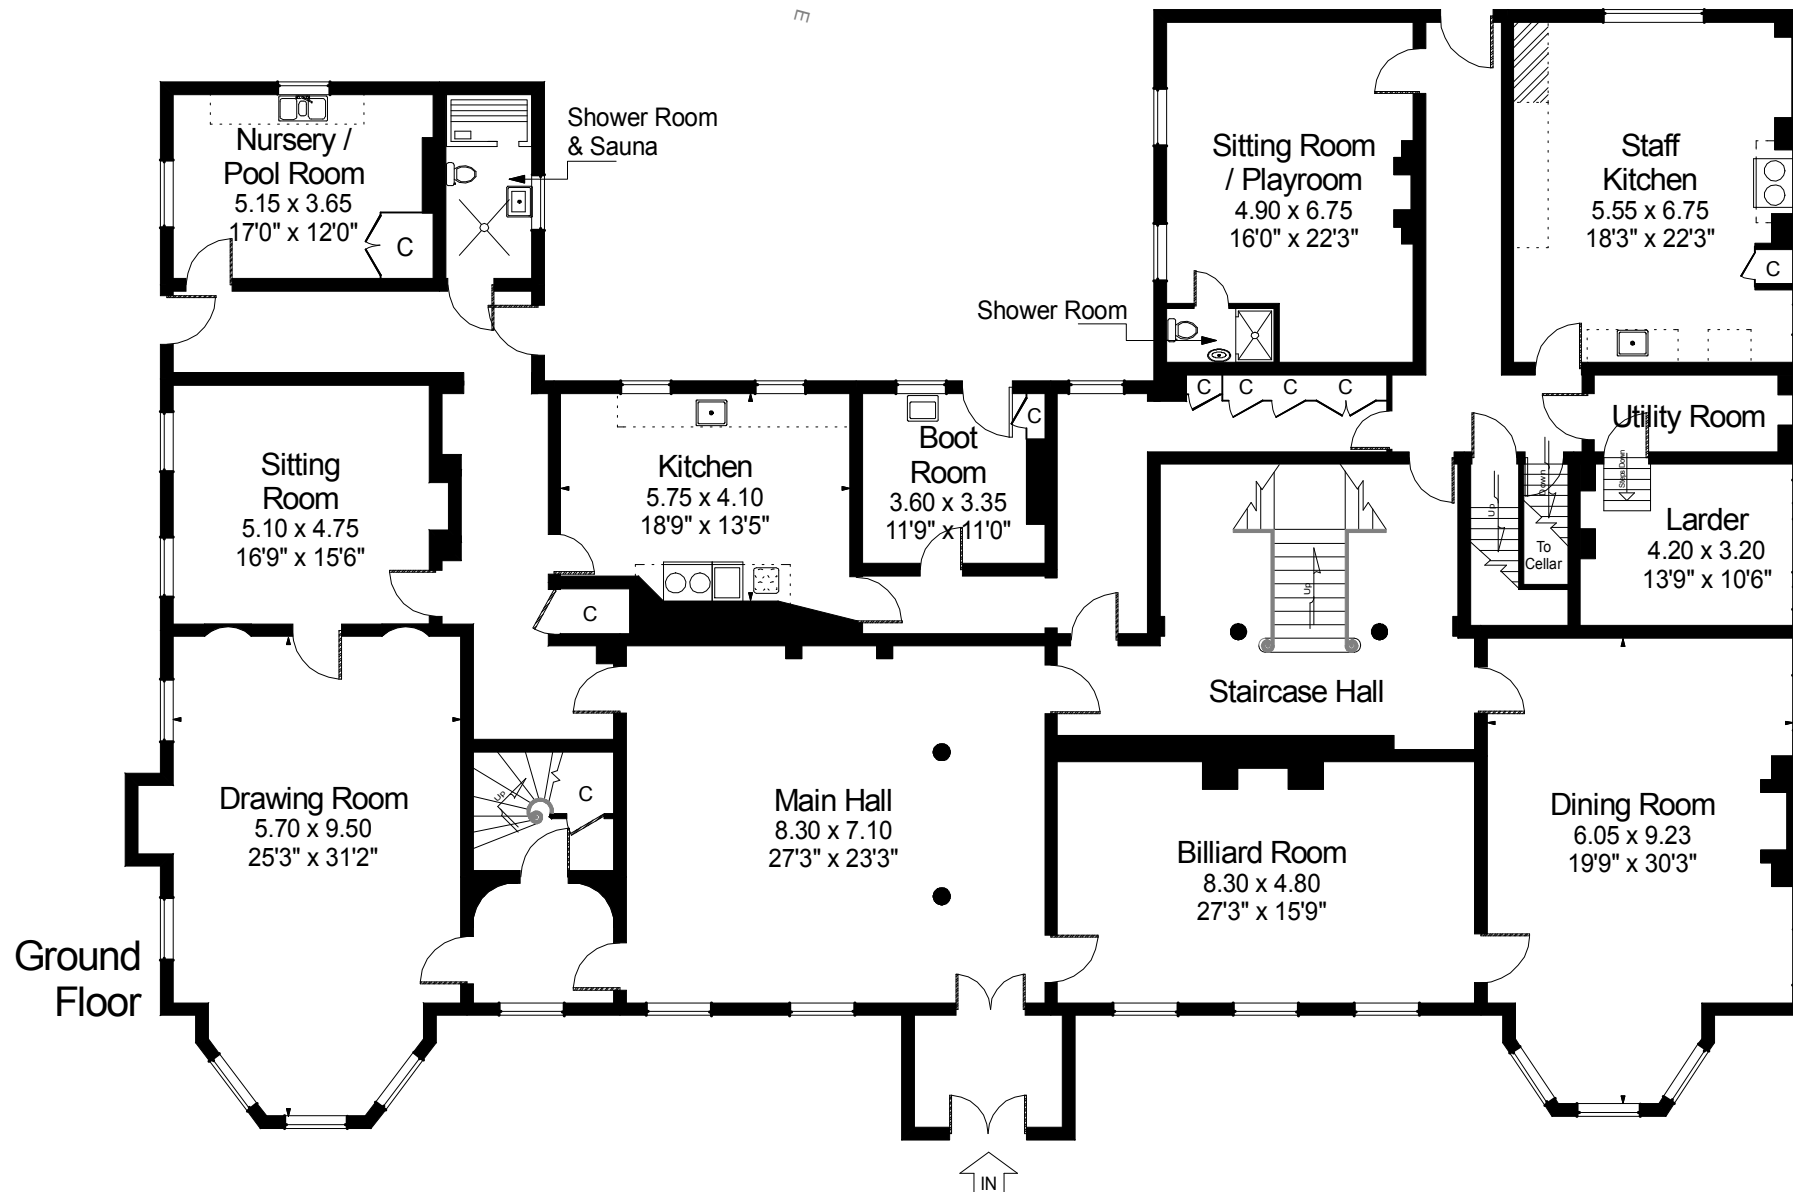 E
Shower Room
& Sauna
Nursery /
Pool Room
5.15 x 3.65
17'0" x 12'0"
C
Sitting Room
/ Playroom
4.90 x 6.75
16'0" x 22'3"
Staff
Kitchen
5.55 x 6.75
18'3" x 22'3"
C
Shower Room
C
C
C
C
Sitting
Room
5.10 x 4.75
16'9" x 15'6"
Kitchen
5.75 x 4.10
18'9" x 13'5"
C
C
Boot
Room
3.60 x 3.35
11'9" x 11'0"
Utility Room
Steps Down
Up
Down
To
Cellar
Larder
4.20 x 3.20
13'9" x 10'6"
Up
Staircase Hall
Drawing Room
5.70 x 9.50
25'3" x 31'2"
Up
C
Main Hall
8.30 x 7.10
27'3" x 23'3"
Billiard Room
8.30 x 4.80
27'3" x 15'9"
Dining Room
6.05 x 9.23
19'9" x 30'3"
Ground
Floor
IN